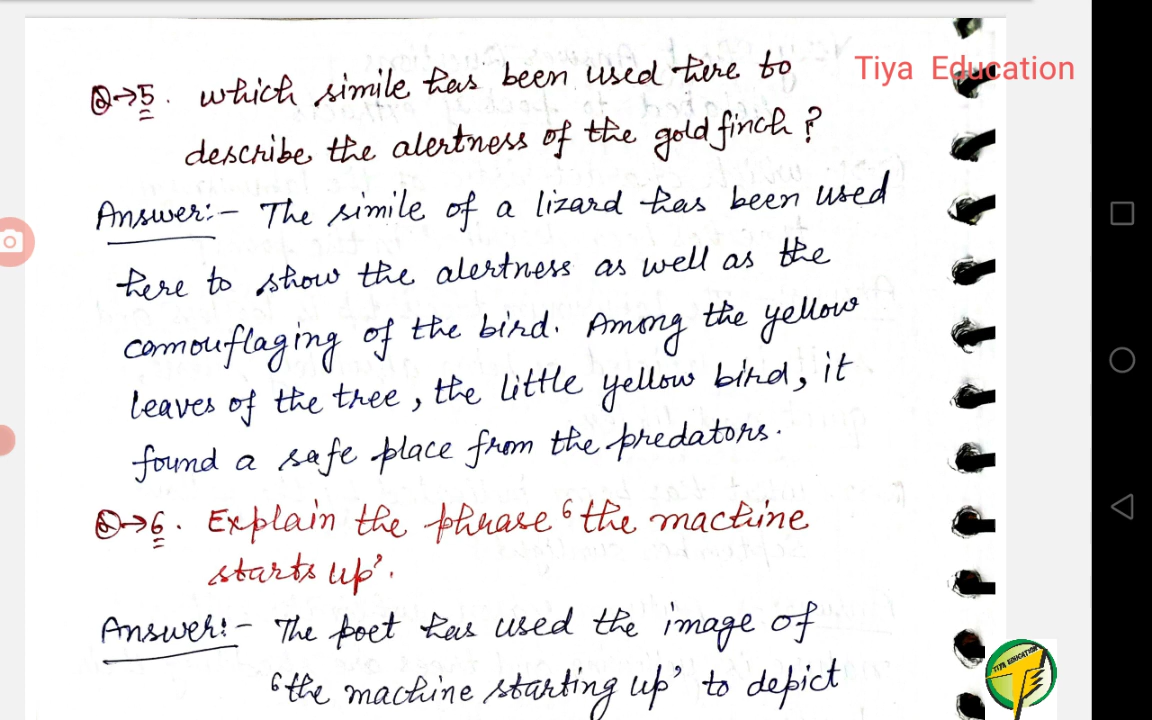 Tiya Education
Q→5. which simile has been used here to
describe the alertness of the goldfinch?
Answer:- The simile of a lizard has been used
here to show the alertness as well as the
camouflaging of the bird. Among the yellow
leaves of the tree, the little yellow bird, it
found a safe place from the predators.
Q→6. Explain the phrase 'the machine
starts up'.
Answer:- The poet has used the image of
'the machine starting up' to depict
TIYA EDUCATION